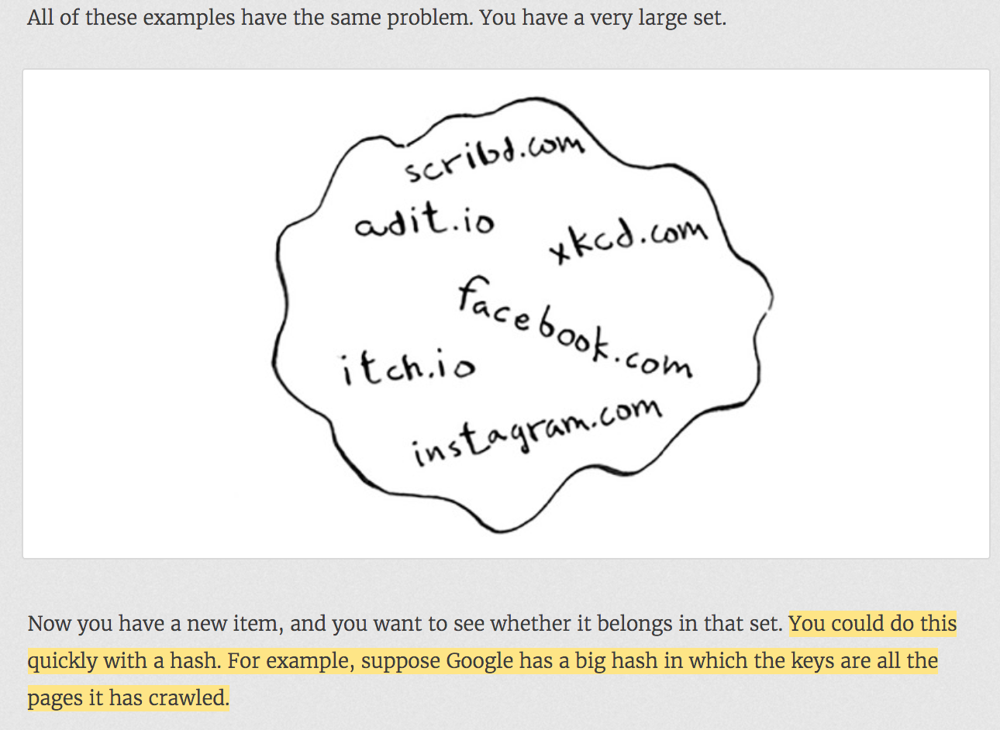 All of these examples have the same problem. You have a very large set.
scribd.com
adit.io
xkcd.com
facebook.com
itch.io
instagram.com
Now you have a new item, and you want to see whether it belongs in that set. You could do this
quickly with a hash. For example, suppose Google has a big hash in which the keys are all the
pages it has crawled.